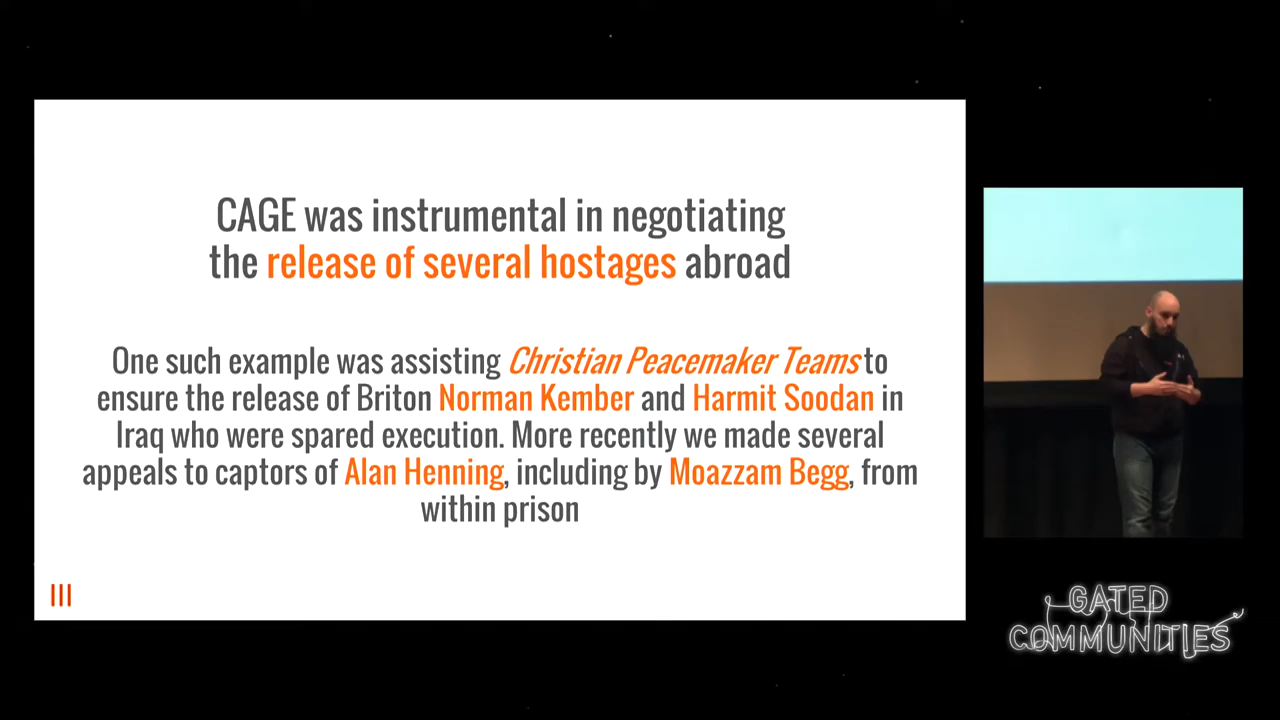 CAGE was instrumental in negotiating
the release of several hostages abroad
One such example was assisting Christian Peacemaker Teams to
ensure the release of Briton Norman Kember and Harmit Soodan in
Iraq who were spared execution. More recently we made several
appeals to captors of Alan Henning, including by Moazzam Begg, from
within prison
III
GATED
COMMUNITIES